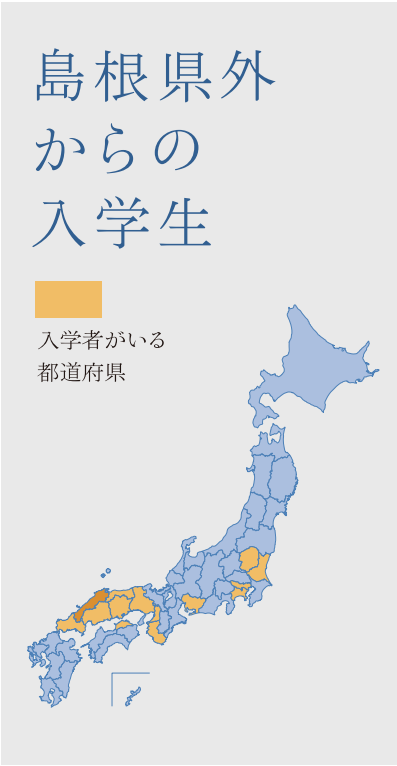 島根県外
からの
入学生
入学者がいる
都道府県